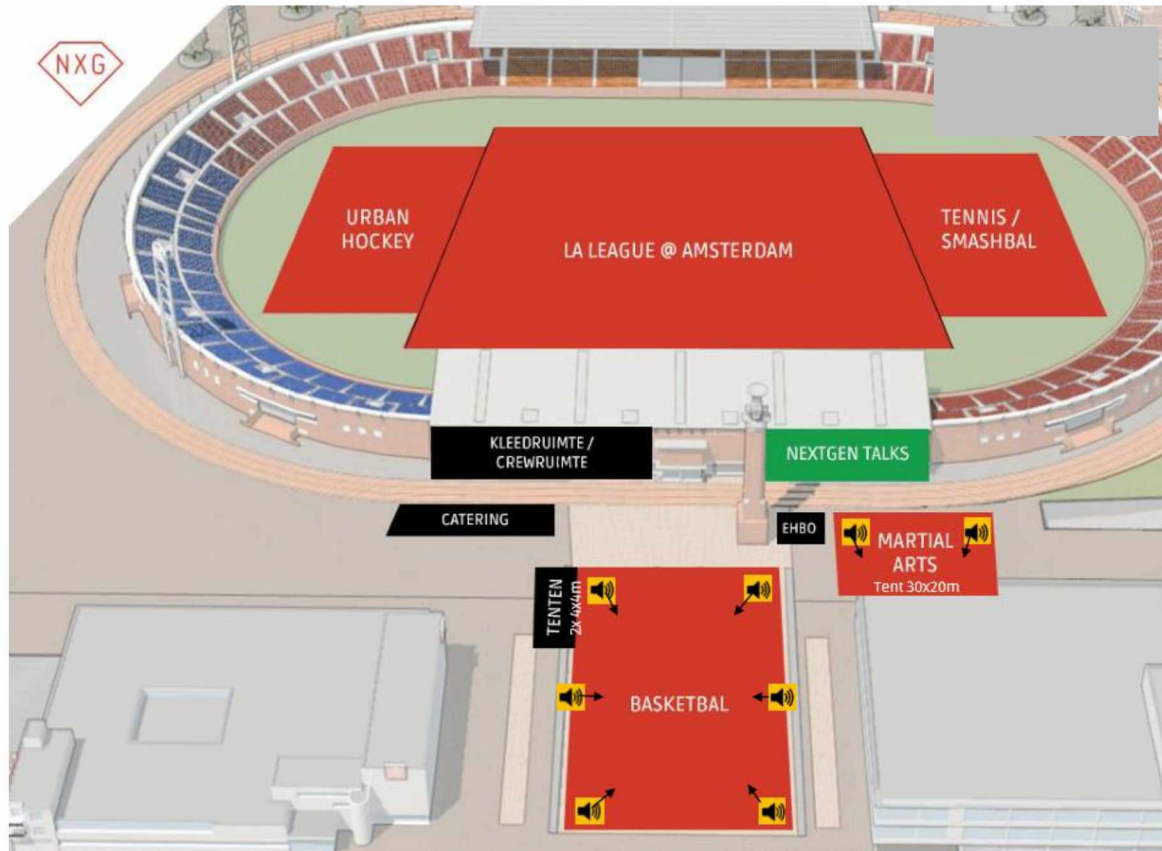 NXG
URBAN
HOCKEY
LA LEAGUE @ AMSTERDAM
TENNIS /
SMASHBAL
KLEEDRUIMTE /
CREWRUIMTE
NEXTGEN TALKS
CATERING
EHBO
MARTIAL
ARTS
Tent 30x20m
TENTEN
2x 4x4m
BASKETBAL